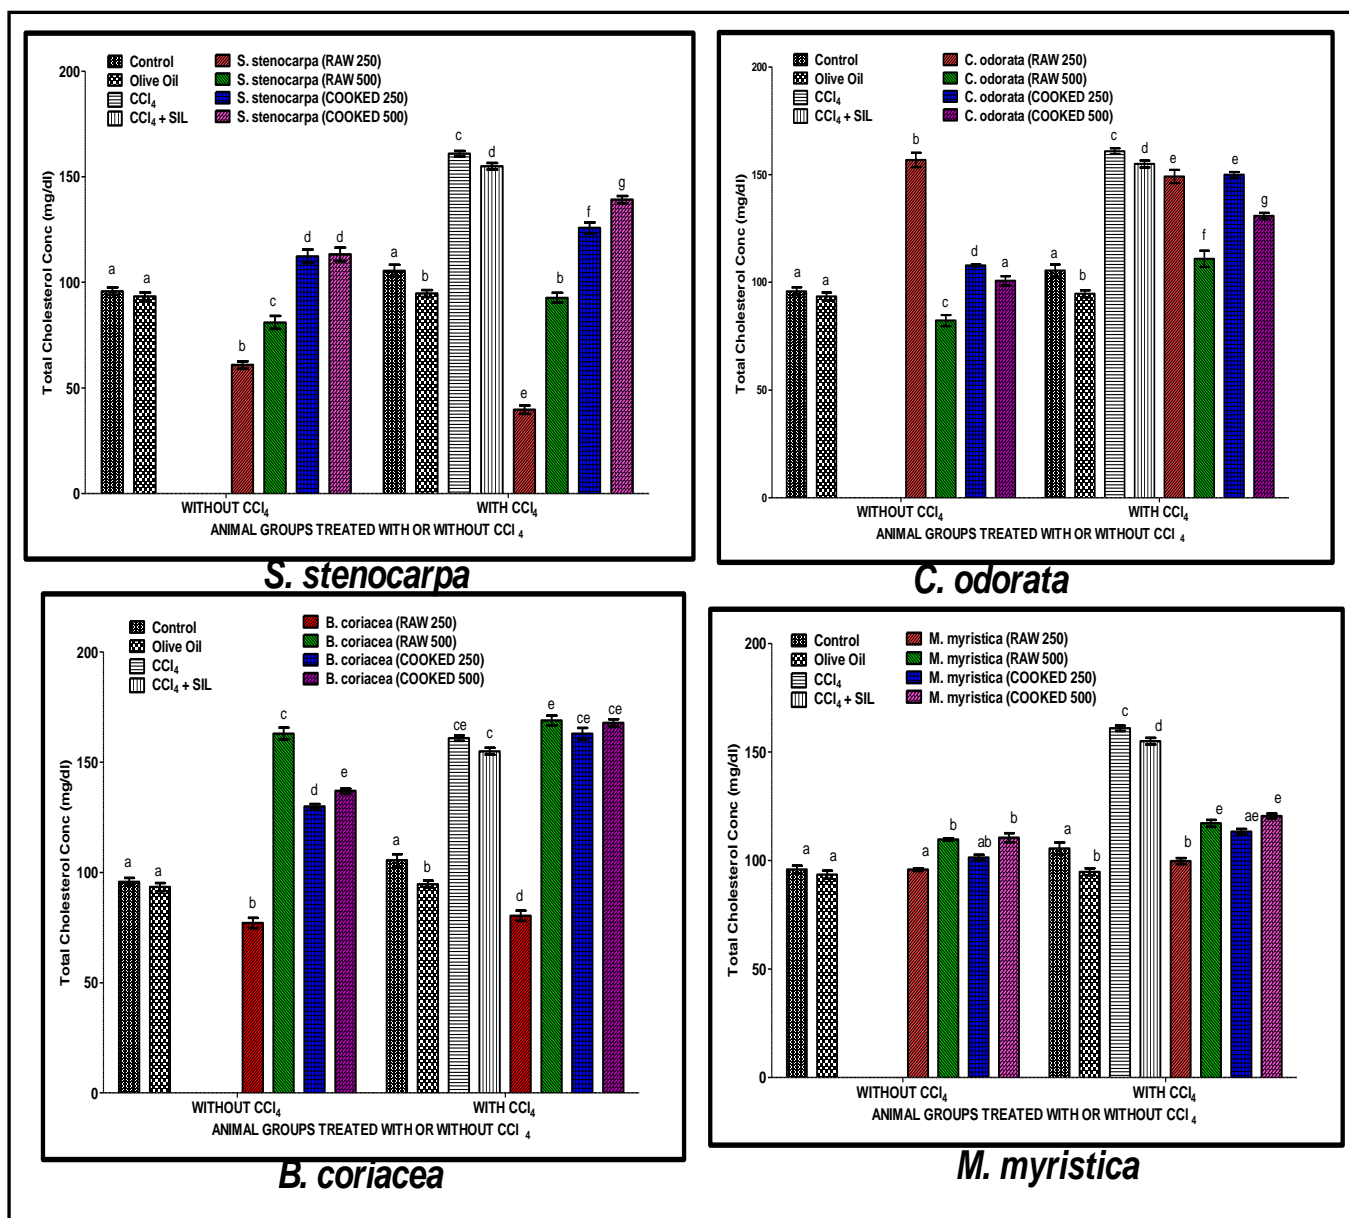 Control
Olive Oil
CCl₄
CCl₄ + SIL
S. stenocarpa (RAW 250)
S. stenocarpa (RAW 500)
S. stenocarpa (COOKED 250)
S. stenocarpa (COOKED 500)
Total Cholesterol Conc (mg/dl)
200
150
100
50
0
a
a
b
c
d
d
a
b
c
d
e
b
f
g
WITHOUT CCl₄
WITH CCl₄
ANIMAL GROUPS TREATED WITH OR WITHOUT CCl ₄
S. stenocarpa
Control
Olive Oil
CCl₄
CCl₄ + SIL
C. odorata (RAW 250)
C. odorata (RAW 500)
C. odorata (COOKED 250)
C. odorata (COOKED 500)
Total Cholesterol Conc (mg/dl)
200
150
100
50
0
a
a
b
c
d
a
a
b
c
d
e
f
e
g
WITHOUT CCl₄
WITH CCl₄
ANIMAL GROUPS TREATED WITH OR WITHOUT CCl ₄
C. odorata
Control
Olive Oil
CCl₄
CCl₄ + SIL
B. coriacea (RAW 250)
B. coriacea (RAW 500)
B. coriacea (COOKED 250)
B. coriacea (COOKED 500)
Total Cholesterol Conc (mg/dl)
200
150
100
50
0
a
a
b
c
d
e
a
b
ce
c
d
e
ce
ce
WITHOUT CCl₄
WITH CCl₄
ANIMAL GROUPS TREATED WITH OR WITHOUT CCl ₄
B. coriacea
Control
Olive Oil
CCl₄
CCl₄ + SIL
M. myristica (RAW 250)
M. myristica (RAW 500)
M. myristica (COOKED 250)
M. myristica (COOKED 500)
Total Cholesterol Conc (mg/dl)
200
150
100
50
0
a
a
a
b
ab
b
a
b
c
d
b
e
ae
e
WITHOUT CCl₄
WITH CCl₄
ANIMAL GROUPS TREATED WITH OR WITHOUT CCl ₄
M. myristica